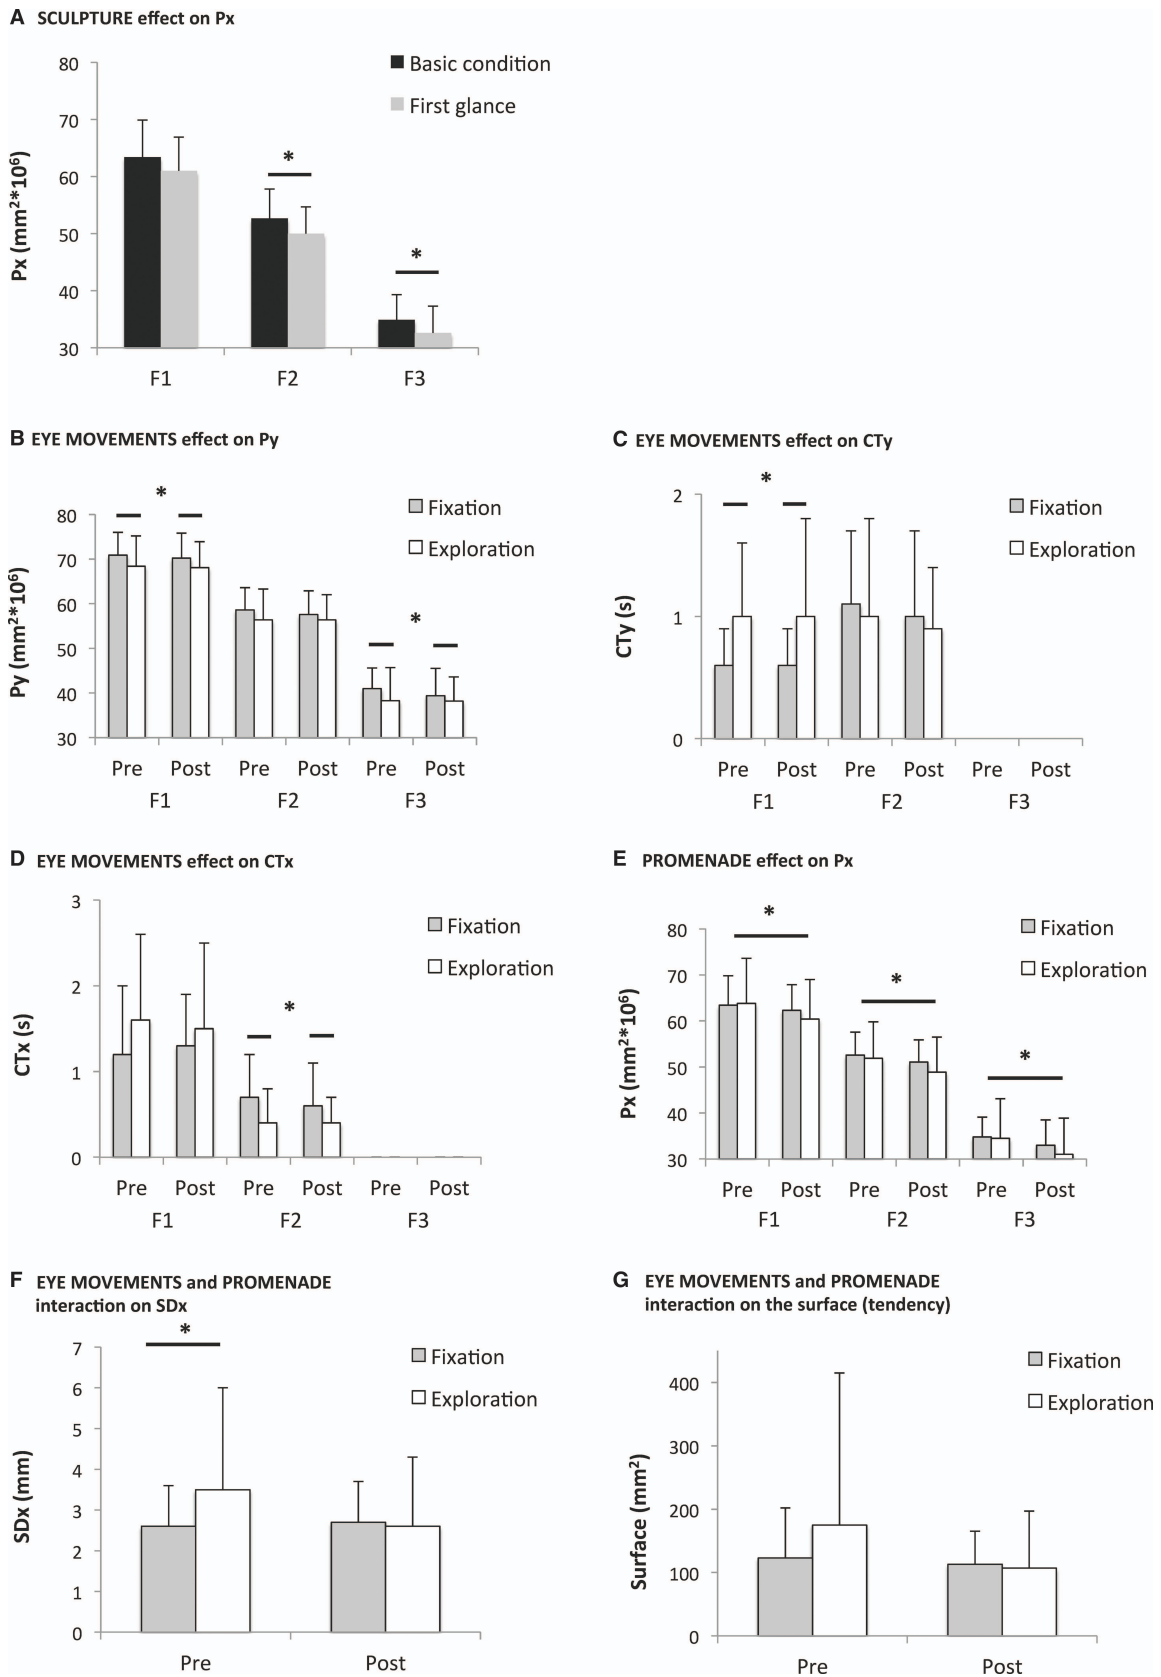 A SCULPTURE effect on Px
Basic condition
First glance
Px (mm²*10⁶)
80
70
60
50
40
30
*
*
F1 F2 F3
B EYE MOVEMENTS effect on Py
Fixation
Exploration
Py (mm²*10⁶)
80
70
60
50
40
30
*
*
Pre Post Pre Post Pre Post
F1 F2 F3
C EYE MOVEMENTS effect on CTy
Fixation
Exploration
CTy (s)
2
1
0
*
Pre Post Pre Post Pre Post
F1 F2 F3
D EYE MOVEMENTS effect on CTx
Fixation
Exploration
CTx (s)
3
2
1
0
*
Pre Post Pre Post Pre Post
F1 F2 F3
E PROMENADE effect on Px
Fixation
Exploration
Px (mm²*10⁶)
80
70
60
50
40
30
*
*
*
Pre Post Pre Post Pre Post
F1 F2 F3
F EYE MOVEMENTS and PROMENADE
interaction on SDx
Fixation
Exploration
SDx (mm)
7
6
5
4
3
2
1
0
*
Pre Post
G EYE MOVEMENTS and PROMENADE
interaction on the surface (tendency)
Fixation
Exploration
Surface (mm²)
400
300
200
100
0
Pre Post